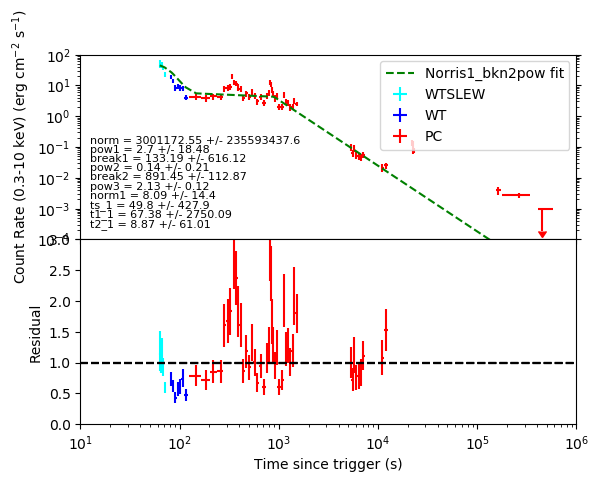 Count Rate (0.3-10 keV) (erg cm⁻² s⁻¹)
10²
10¹
10⁰
10⁻¹
10⁻²
10⁻³
10⁻⁴
Norris1_bkn2pow fit
WTSLEW
WT
PC
norm = 3001172.55 +/- 235593437.6
pow1 = 2.7 +/- 18.48
break1 = 133.19 +/- 616.12
pow2 = 0.14 +/- 0.21
break2 = 891.45 +/- 112.87
pow3 = 2.13 +/- 0.12
norm1 = 8.09 +/- 14.4
ts_1 = 49.8 +/- 427.9
t1_1 = 67.38 +/- 2750.09
t2_1 = 8.87 +/- 61.01
Residual
3.0
2.5
2.0
1.5
1.0
0.5
0.0
10¹
10²
10³
10⁴
10⁵
10⁶
Time since trigger (s)